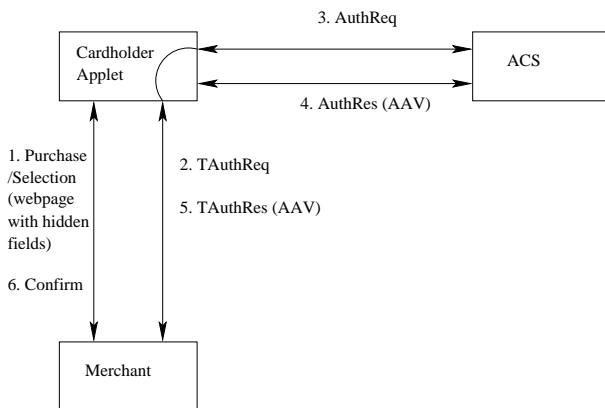 3. AuthReq
Cardholder
Applet
ACS
4. AuthRes (AAV)
1. Purchase
/Selection
(webpage
with hidden
fields)
2. TAuthReq
5. TAuthRes (AAV)
6. Confirm
Merchant